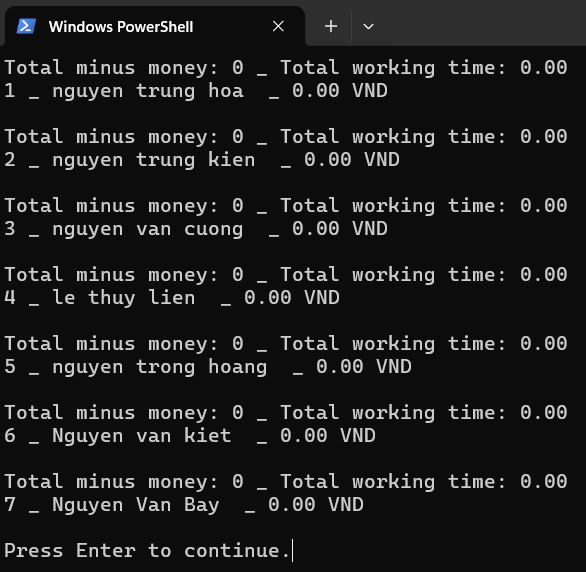 Windows PowerShell
Total minus money: 0 _ Total working time: 0.00
1 _ nguyen trung hoa  _ 0.00 VND
Total minus money: 0 _ Total working time: 0.00
2 _ nguyen trung kien  _ 0.00 VND
Total minus money: 0 _ Total working time: 0.00
3 _ nguyen van cuong  _ 0.00 VND
Total minus money: 0 _ Total working time: 0.00
4 _ le thuy lien  _ 0.00 VND
Total minus money: 0 _ Total working time: 0.00
5 _ nguyen trong hoang  _ 0.00 VND
Total minus money: 0 _ Total working time: 0.00
6 _ Nguyen van kiet  _ 0.00 VND
Total minus money: 0 _ Total working time: 0.00
7 _ Nguyen Van Bay  _ 0.00 VND
Press Enter to continue.